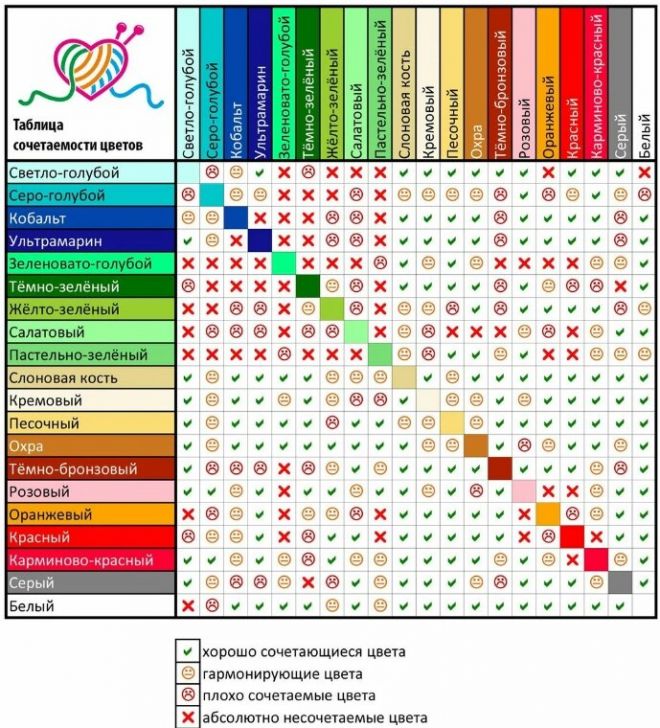 Таблица
сочетаемости цветов
Светло-голубой
Серо-голубой
Кобальт
Ультрамарин
Зеленовато-голубой
Тёмно-зелёный
Жёлто-зелёный
Салатовый
Пастельно-зелёный
Слоновая кость
Кремовый
Песочный
Охра
Тёмно-бронзовый
Розовый
Оранжевый
Красный
Карминово-красный
Серый
Белый
Светло-голубой
Серо-голубой
Кобальт
Ультрамарин
Зеленовато-голубой
Тёмно-зелёный
Жёлто-зелёный
Салатовый
Пастельно-зелёный
Слоновая кость
Кремовый
Песочный
Охра
Тёмно-бронзовый
Розовый
Оранжевый
Красный
Карминово-красный
Серый
Белый
хорошо сочетающиеся цвета
гармонирующие цвета
плохо сочетаемые цвета
абсолютно несочетаемые цвета